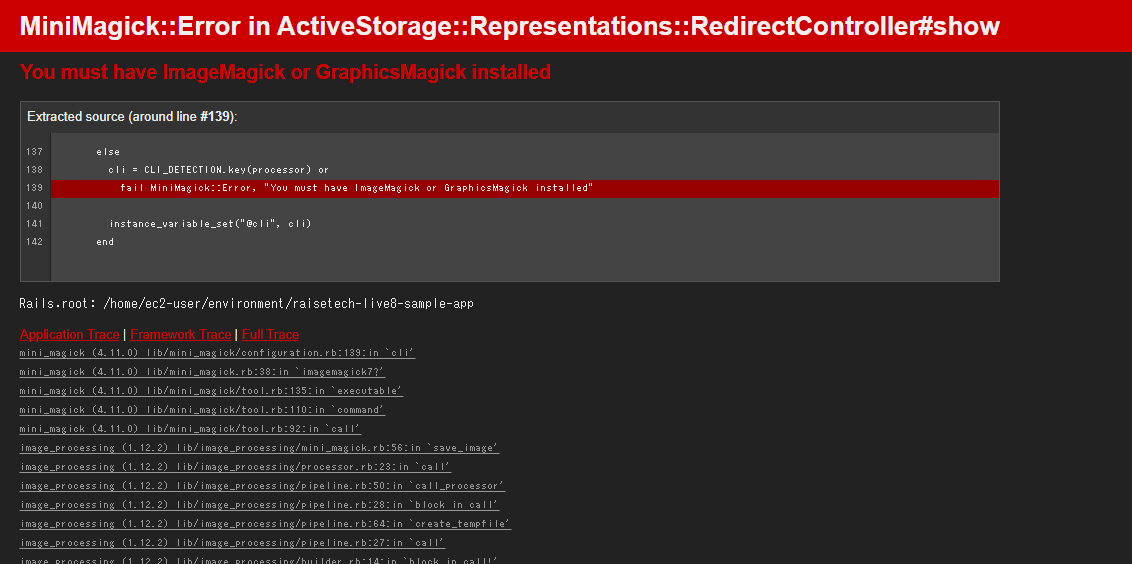 MiniMagick::Error in ActiveStorage::Representations::RedirectController#show
You must have ImageMagick or GraphicsMagick installed
Extracted source (around line #139):
137 else
138 cli = CLI_DETECTION.key(processor) or
139 fail MiniMagick::Error, "You must have ImageMagick or GraphicsMagick installed"
140
141 instance_variable_set("@cli", cli)
142 end
Rails.root: /home/ec2-user/environment/raisetech-live8-sample-app
Application Trace | Framework Trace | Full Trace
mini_magick (4.11.0) lib/mini_magick/configuration.rb:139:in `cli'
mini_magick (4.11.0) lib/mini_magick.rb:38:in `imagemagick7?'
mini_magick (4.11.0) lib/mini_magick/tool.rb:135:in `executable'
mini_magick (4.11.0) lib/mini_magick/tool.rb:110:in `command'
mini_magick (4.11.0) lib/mini_magick/tool.rb:92:in `call'
image_processing (1.12.2) lib/image_processing/mini_magick.rb:56:in `save_image'
image_processing (1.12.2) lib/image_processing/processor.rb:23:in `call'
image_processing (1.12.2) lib/image_processing/pipeline.rb:50:in `call_processor'
image_processing (1.12.2) lib/image_processing/pipeline.rb:28:in `block in call'
image_processing (1.12.2) lib/image_processing/pipeline.rb:64:in `create_tempfile'
image_processing (1.12.2) lib/image_processing/pipeline.rb:27:in `call'
image_processing (1.12.2) lib/image_processing/builder.rb:14:in `block in call'